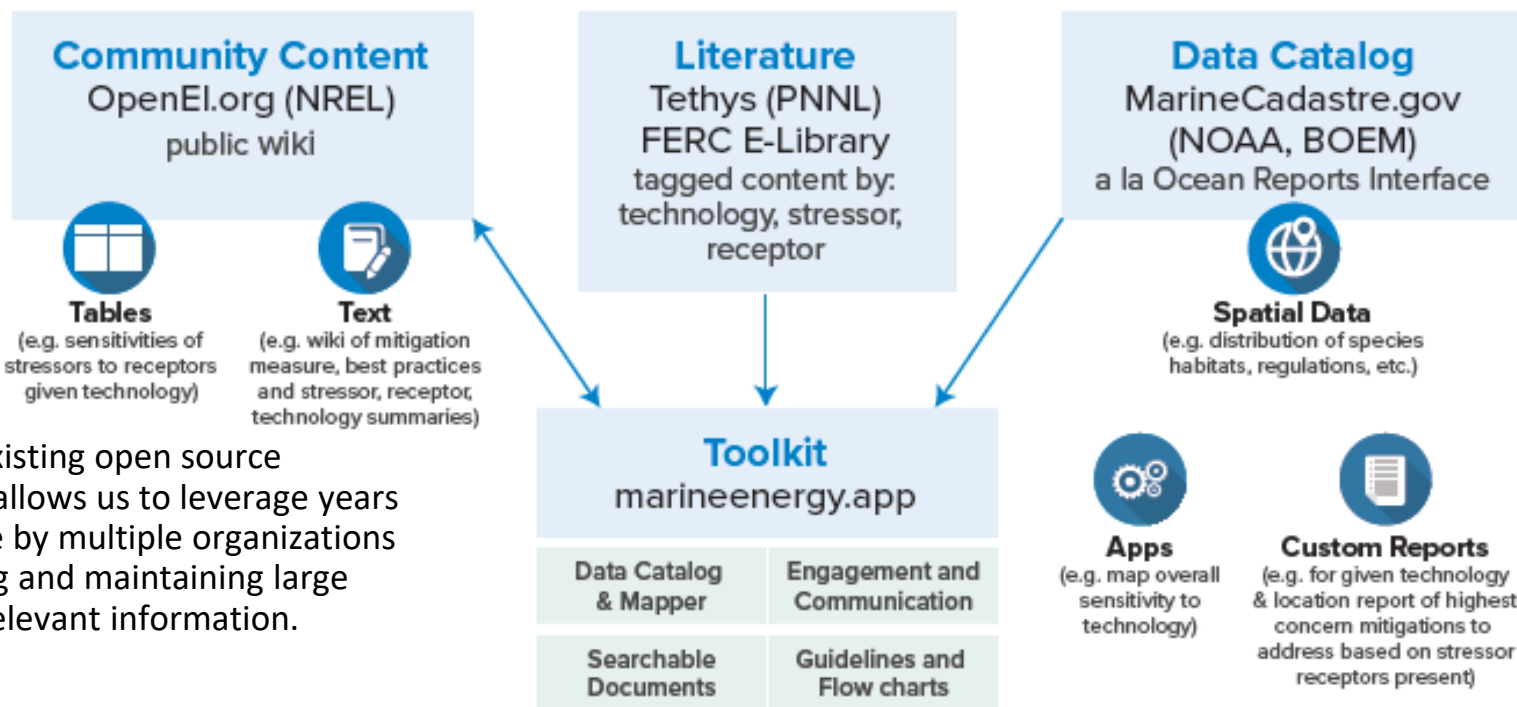 Community Content
OpenEI.org (NREL)
public wiki
Literature
Tethys (PNNL)
FERC E-Library
tagged content by:
technology, stressor,
receptor
Data Catalog
MarineCadastre.gov
(NOAA, BOEM)
a la Ocean Reports Interface
Tables
(e.g. sensitivities of
stressors to receptors
given technology)
Text
(e.g. wiki of mitigation
measure, best practices
and stressor, receptor,
technology summaries)
Spatial Data
(e.g. distribution of species
habitats, regulations, etc.)
xisting open source
allows us to leverage years
e by multiple organizations
g and maintaining large
elevant information.
Toolkit
marineenergy.app
Data Catalog
& Mapper
Engagement and
Communication
Searchable
Documents
Guidelines and
Flow charts
Apps
(e.g. map overall
sensitivity to
technology)
Custom Reports
(e.g. for given technology
& location report of highest
concern mitigations to
address based on stressor
receptors present)